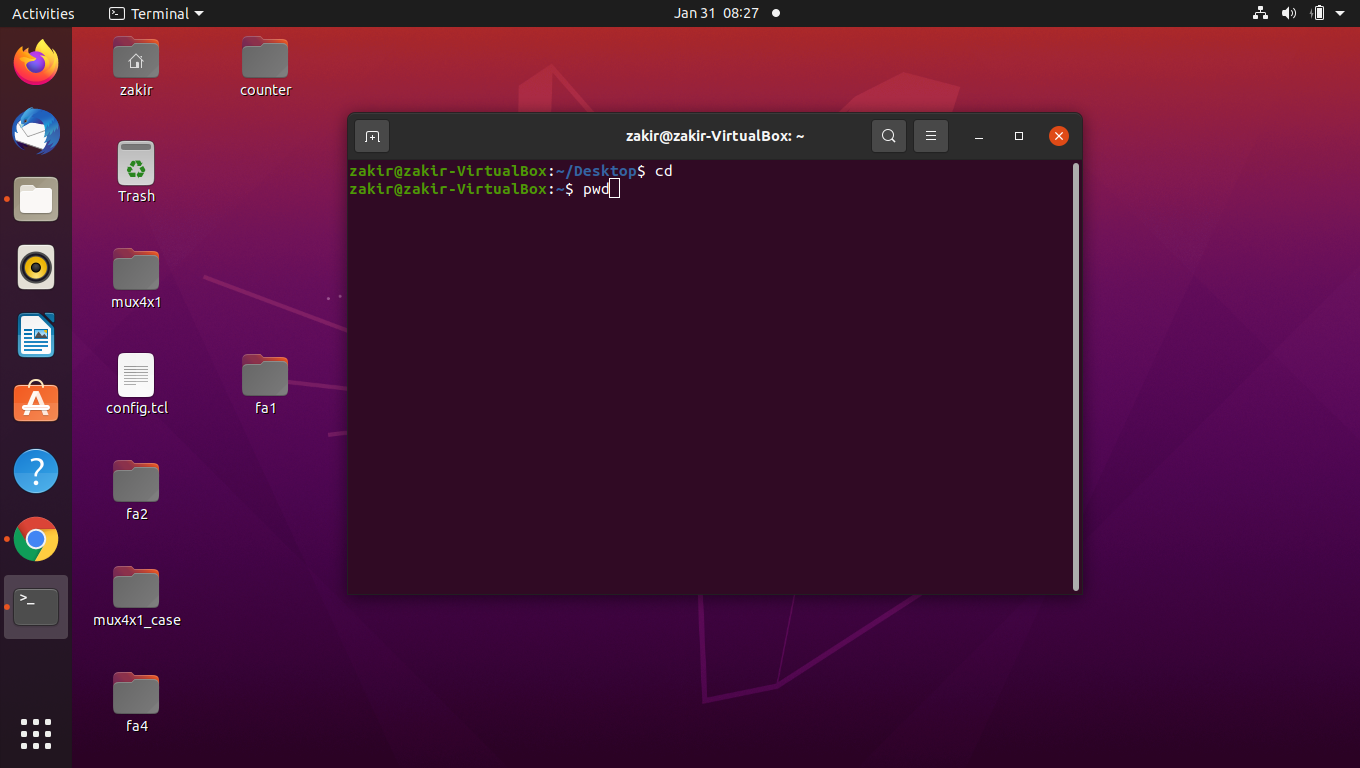 Activities
Terminal
Jan 31 08:27
zakir
counter
Trash
mux4x1
config.tcl
fa1
fa2
mux4x1_case
fa4
zakir@zakir-VirtualBox: ~
zakir@zakir-VirtualBox:~/Desktop$ cd
zakir@zakir-VirtualBox:~$ pwd